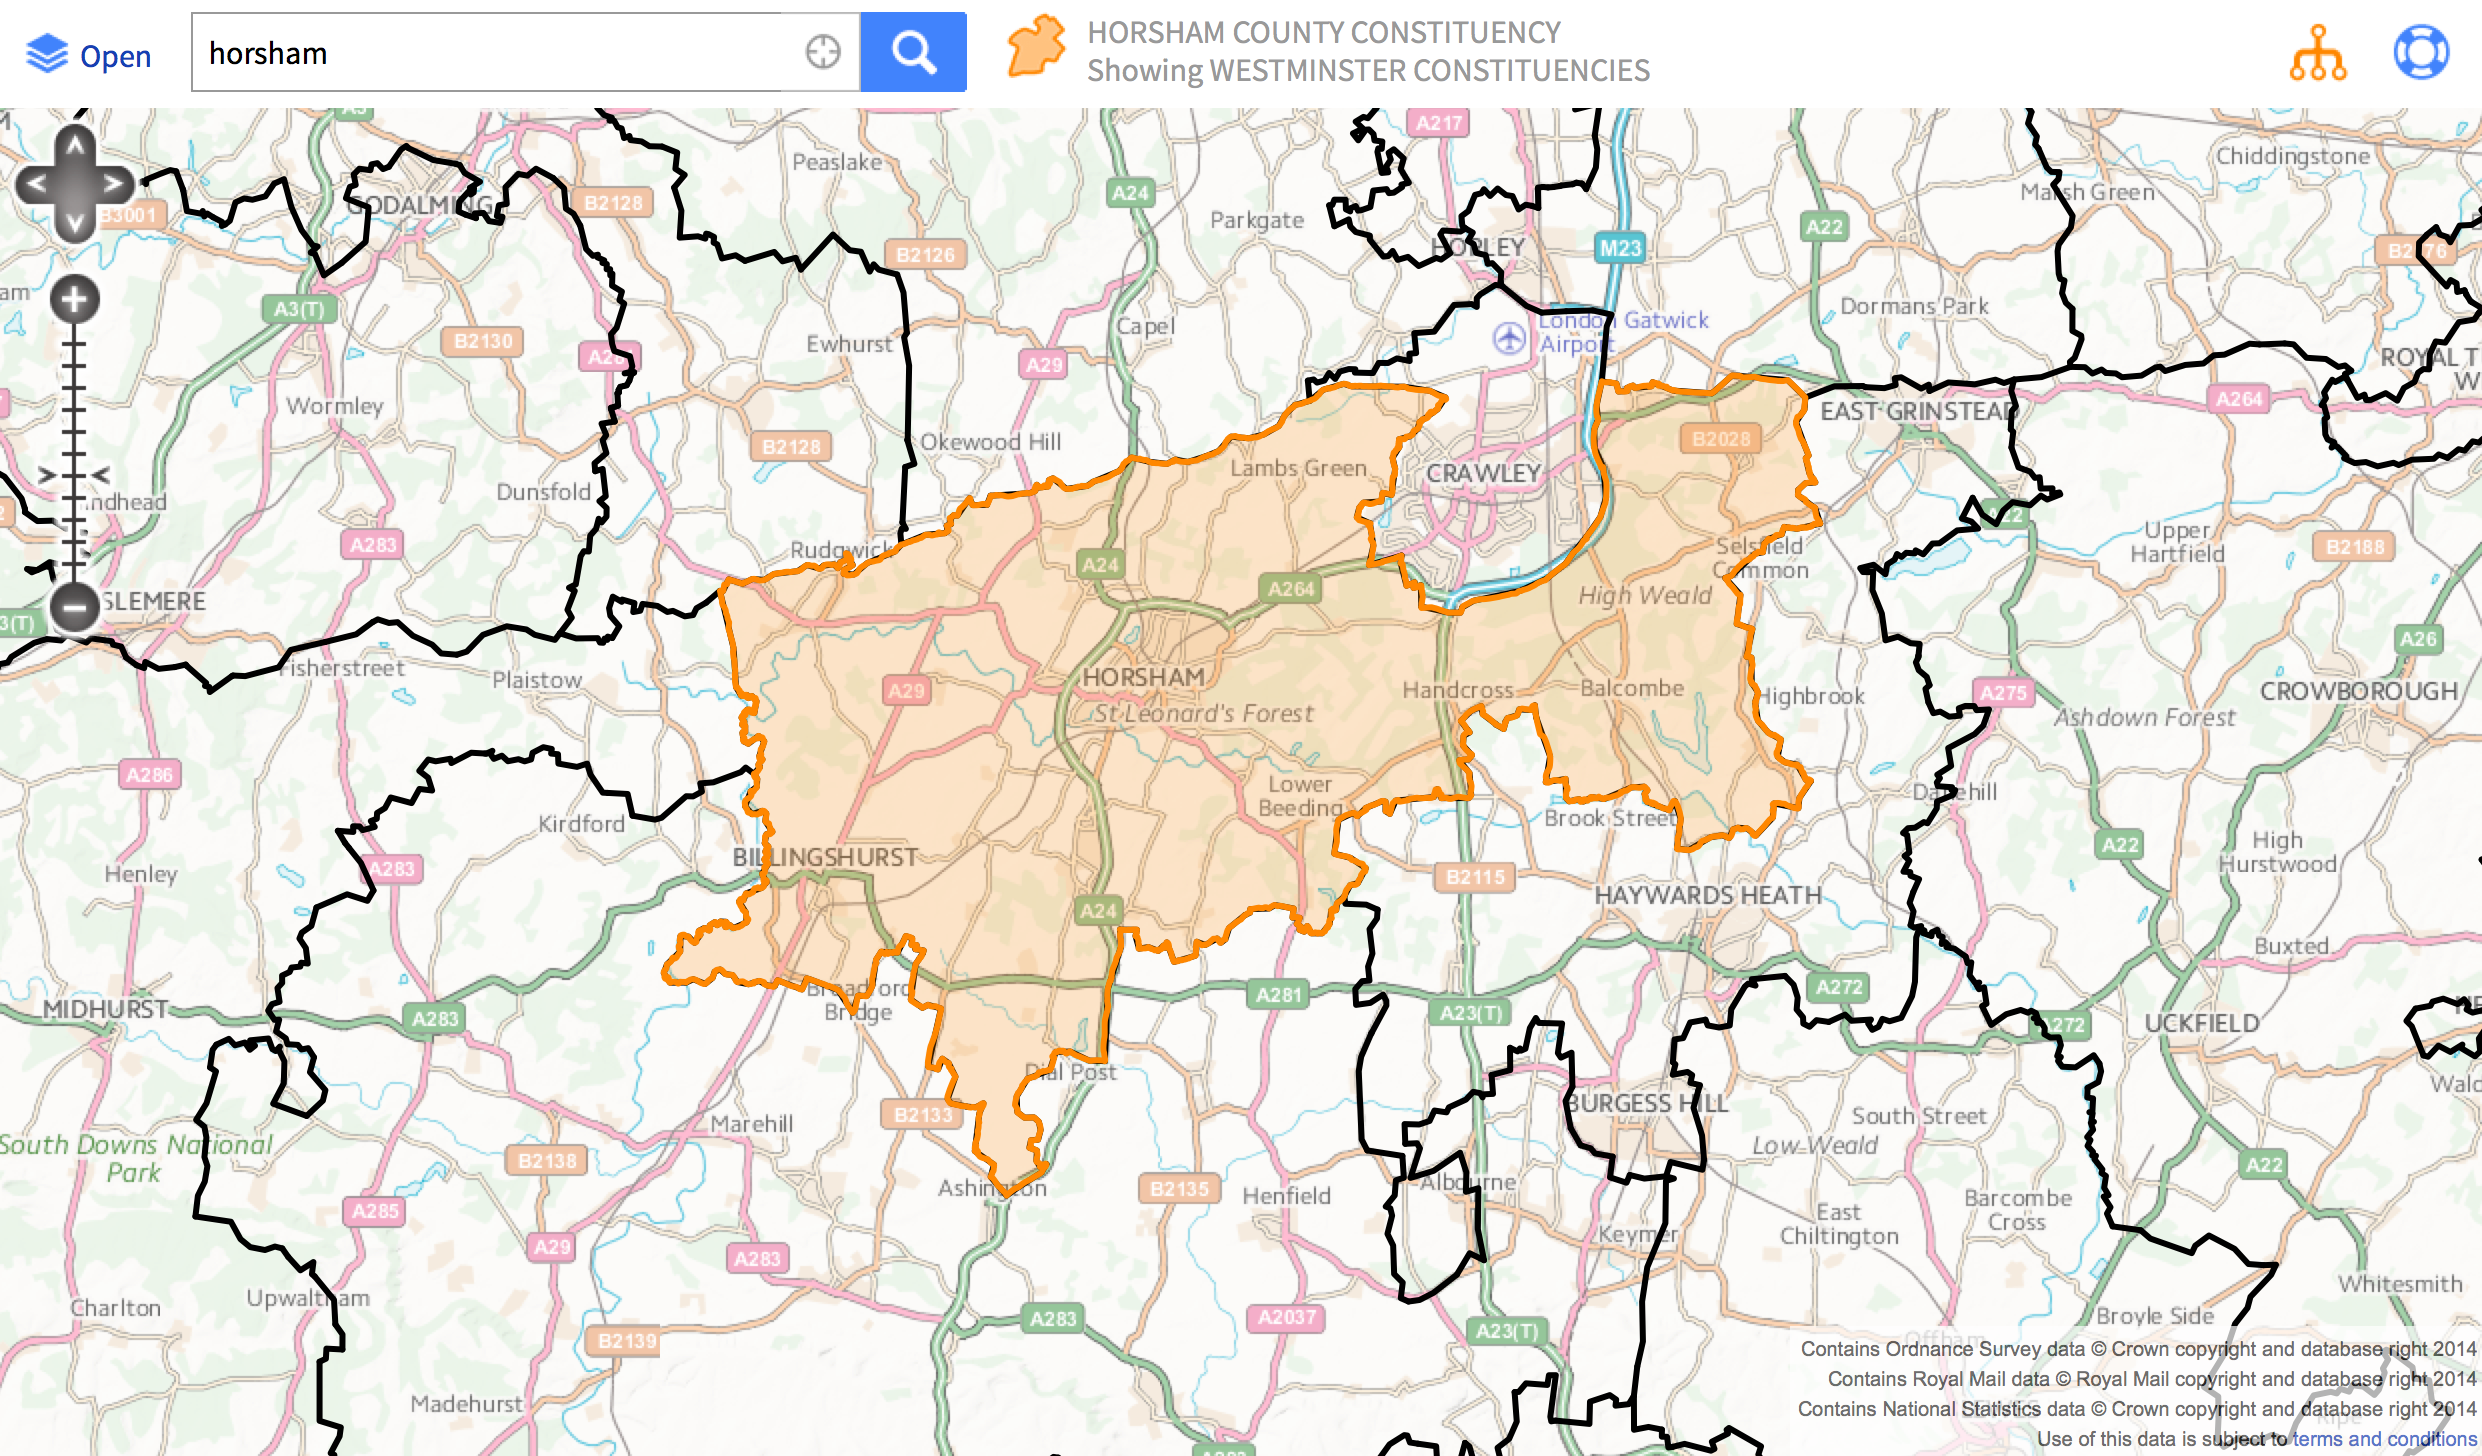 Open
horsham
HORSHAM COUNTY CONSTITUENCY
Showing WESTMINSTER CONSTITUENCIES
A3
A217
Peaslake
Chiddingstone
A24
Marsh Green
B3001
GODALMING
B2128
Parkgate
A22
B2126
HORLEY
M23
A3(T)
Dormans Park
London Gatwick
Airport
Capel
B2130
Ewhurst
A29
ROYAL T
W
Wormley
A264
EAST GRINSTEAD
B2128
Okewood Hill
B2028
Lambs Green
CRAWLEY
Dunsfold
ndhead
A22
A283
Rudgwick
Upper
Hartfield
B2188
Selsfield
Common
A24
A264
High Weald
SLEMERE
3(T)
A26
Fisherstreet
Plaistow
HORSHAM
A29
Handcross
Balcombe
Highbrook
A275
CROWBOROUGH
St Leonard's Forest
Ashdown Forest
A286
Lower
Beeding
Danehill
Kirdford
Brook Street
A22
High
Hurstwood
BILLINGSHURST
A283
Henley
B2115
HAYWARDS HEATH
A24
Buxted
Broadford
Bridge
A281
A272
MIDHURST
A283
A23(T)
A272
UCKFIELD
Dial Post
Wald
B2133
Marehill
BURGESS HILL
South Street
Low Weald
South Downs National
Park
B2138
A22
Ashington
B2135
Henfield
Albourne
Barcombe
Cross
A285
East
Chiltington
Keymer
A29
A283
Whitesmith
Charlton
Upwaltham
A283
A2037
Broyle Side
A23(T)
B2139
Offham
Contains Ordnance Survey data © Crown copyright and database right 2014
Contains Royal Mail data © Royal Mail copyright and database right 2014
Madehurst
Contains National Statistics data © Crown copyright and database right 2014
Ripe
Use of this data is subject to terms and conditions